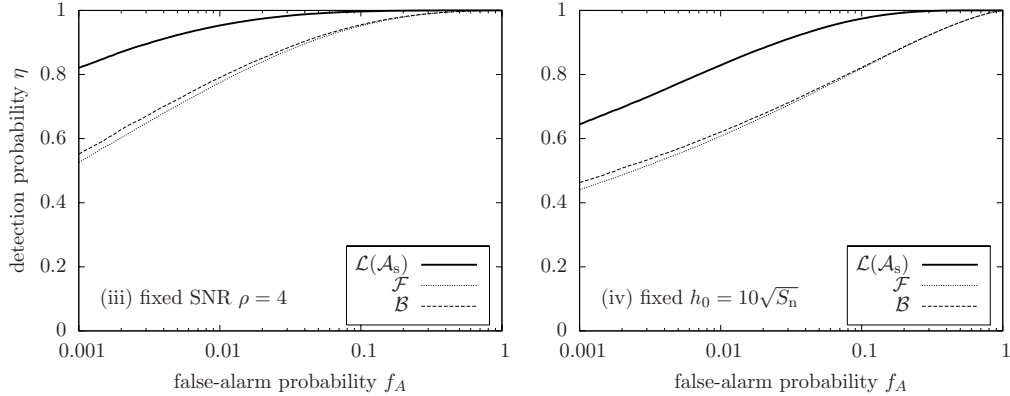 detection probability η
1
0.8
0.6
0.4
0.2
0
0.001
0.01
0.1
1
false-alarm probability f_A
ℒ(𝒜_s)
ℱ
ℬ
(iii) fixed SNR ρ = 4
1
0.8
0.6
0.4
0.2
0
0.001
0.01
0.1
1
false-alarm probability f_A
ℒ(𝒜_s)
ℱ
ℬ
(iv) fixed h_0 = 10√S_n